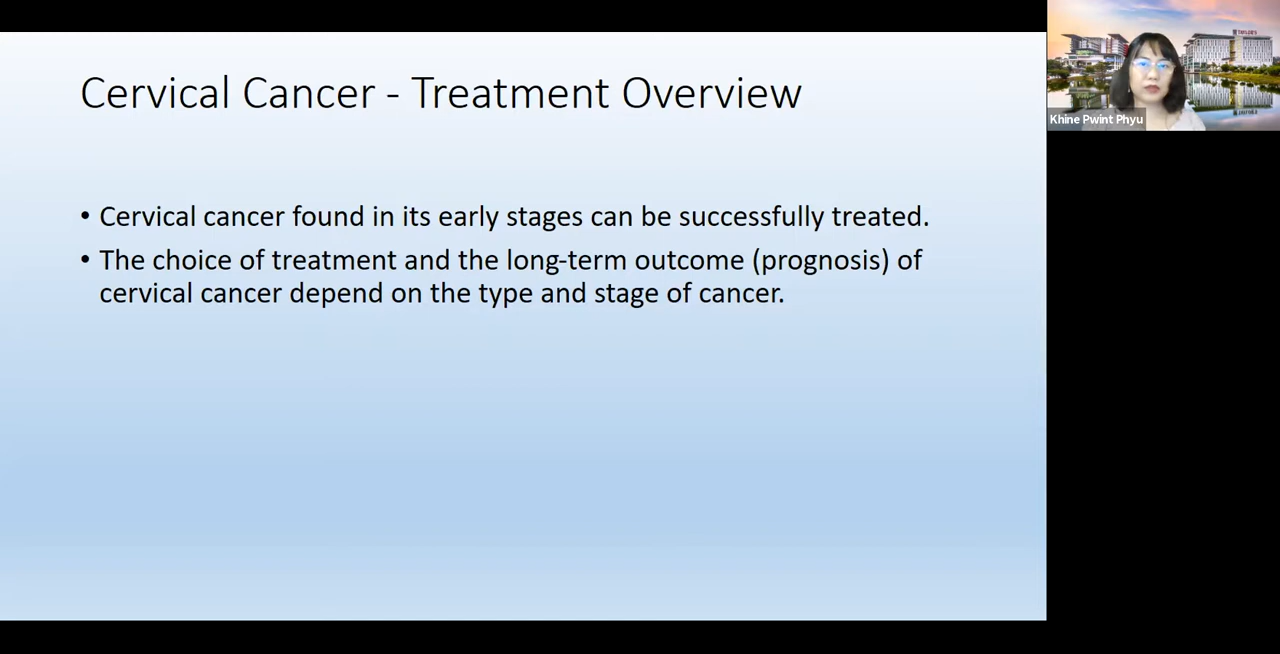 Cervical Cancer - Treatment Overview
• Cervical cancer found in its early stages can be successfully treated.
• The choice of treatment and the long-term outcome (prognosis) of
cervical cancer depend on the type and stage of cancer.
Khine Pwint Phyu